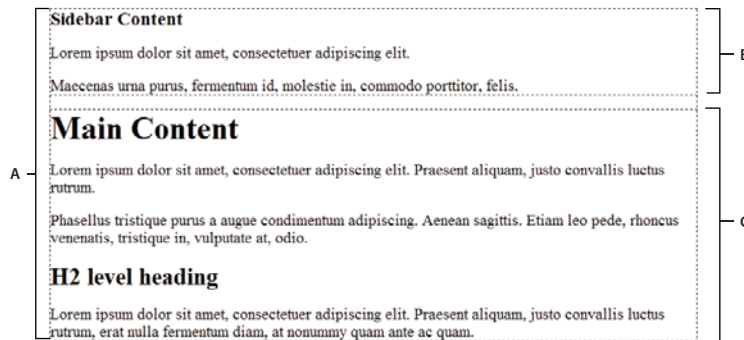 Sidebar Content
Lorem ipsum dolor sit amet, consectetuer adipiscing elit.
Maecenas urna purus, fermentum id, molestie in, commodo porttitor, felis.
Main Content
A
Lorem ipsum dolor sit amet, consectetuer adipiscing elit. Praesent aliquam, justo convallis luctus
rutrum.
Phasellus tristique purus a augue condimentum adipiscing. Aenean sagittis. Etiam leo pede, rhoncus
venenatis, tristique in, vulputate at, odio.
H2 level heading
Lorem ipsum dolor sit amet, consectetuer adipiscing elit. Praesent aliquam, justo convallis luctus
rutrum, erat nulla fermentum diam, at nonummy quam ante ac quam.